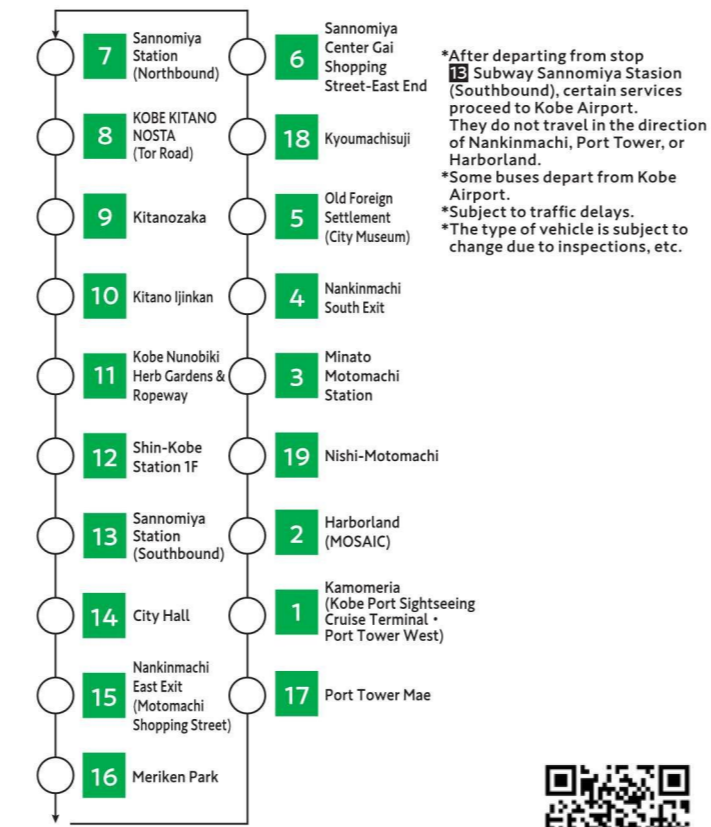 7
Sannomiya
Station
(Northbound)
8
KOBE KITANO
NOSTA
(Tor Road)
9
Kitanozaka
10
Kitano Ijinkan
11
Kobe Nunobiki
Herb Gardens &
Ropeway
12
Shin-Kobe
Station 1F
13
Sannomiya
Station
(Southbound)
14
City Hall
15
Nankinmachi
East Exit
(Motomachi
Shopping Street)
16
Meriken Park
6
Sannomiya
Center Gai
Shopping
Street-East End
18
Kyoumachisuji
5
Old Foreign
Settlement
(City Museum)
4
Nankinmachi
South Exit
3
Minato
Motomachi
Station
19
Nishi-Motomachi
2
Harborland
(MOSAIC)
1
Kamomeria
(Kobe Port Sightseeing
Cruise Terminal・
Port Tower West)
17
Port Tower Mae
*After departing from stop
13 Subway Sannomiya Stasion
(Southbound), certain services
proceed to Kobe Airport.
They do not travel in the direction
of Nankinmachi, Port Tower, or
Harborland.
*Some buses depart from Kobe
Airport.
*Subject to traffic delays.
*The type of vehicle is subject to
change due to inspections, etc.